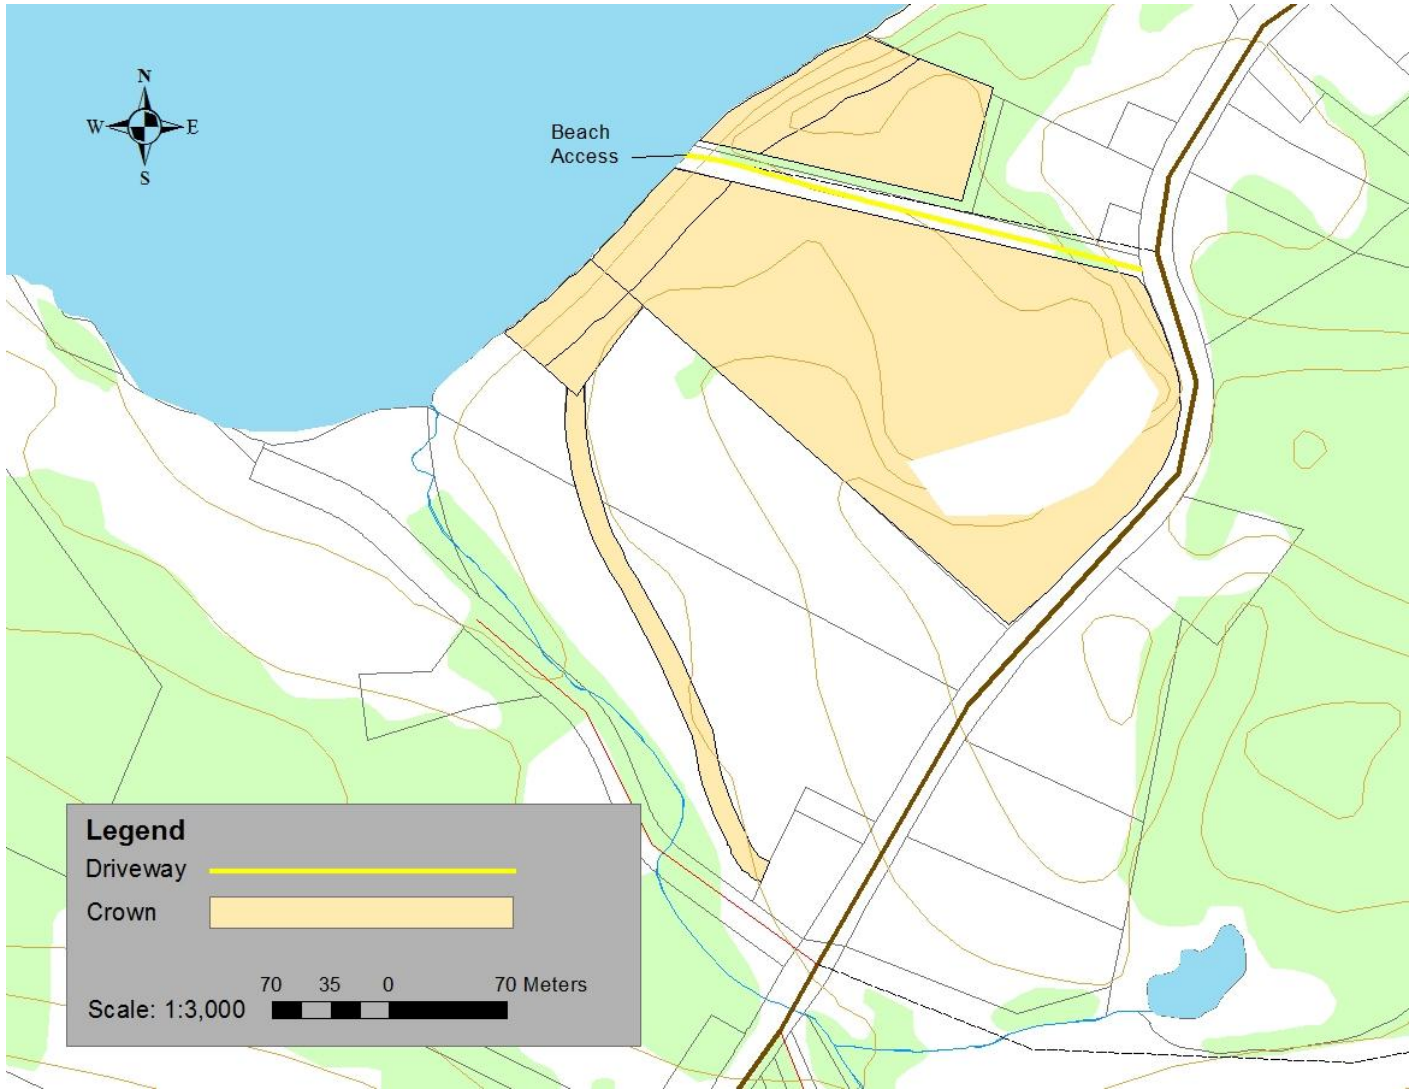 N
W E
S
Beach
Access
Legend
Driveway
Crown
70 35 0 70 Meters
Scale: 1:3,000